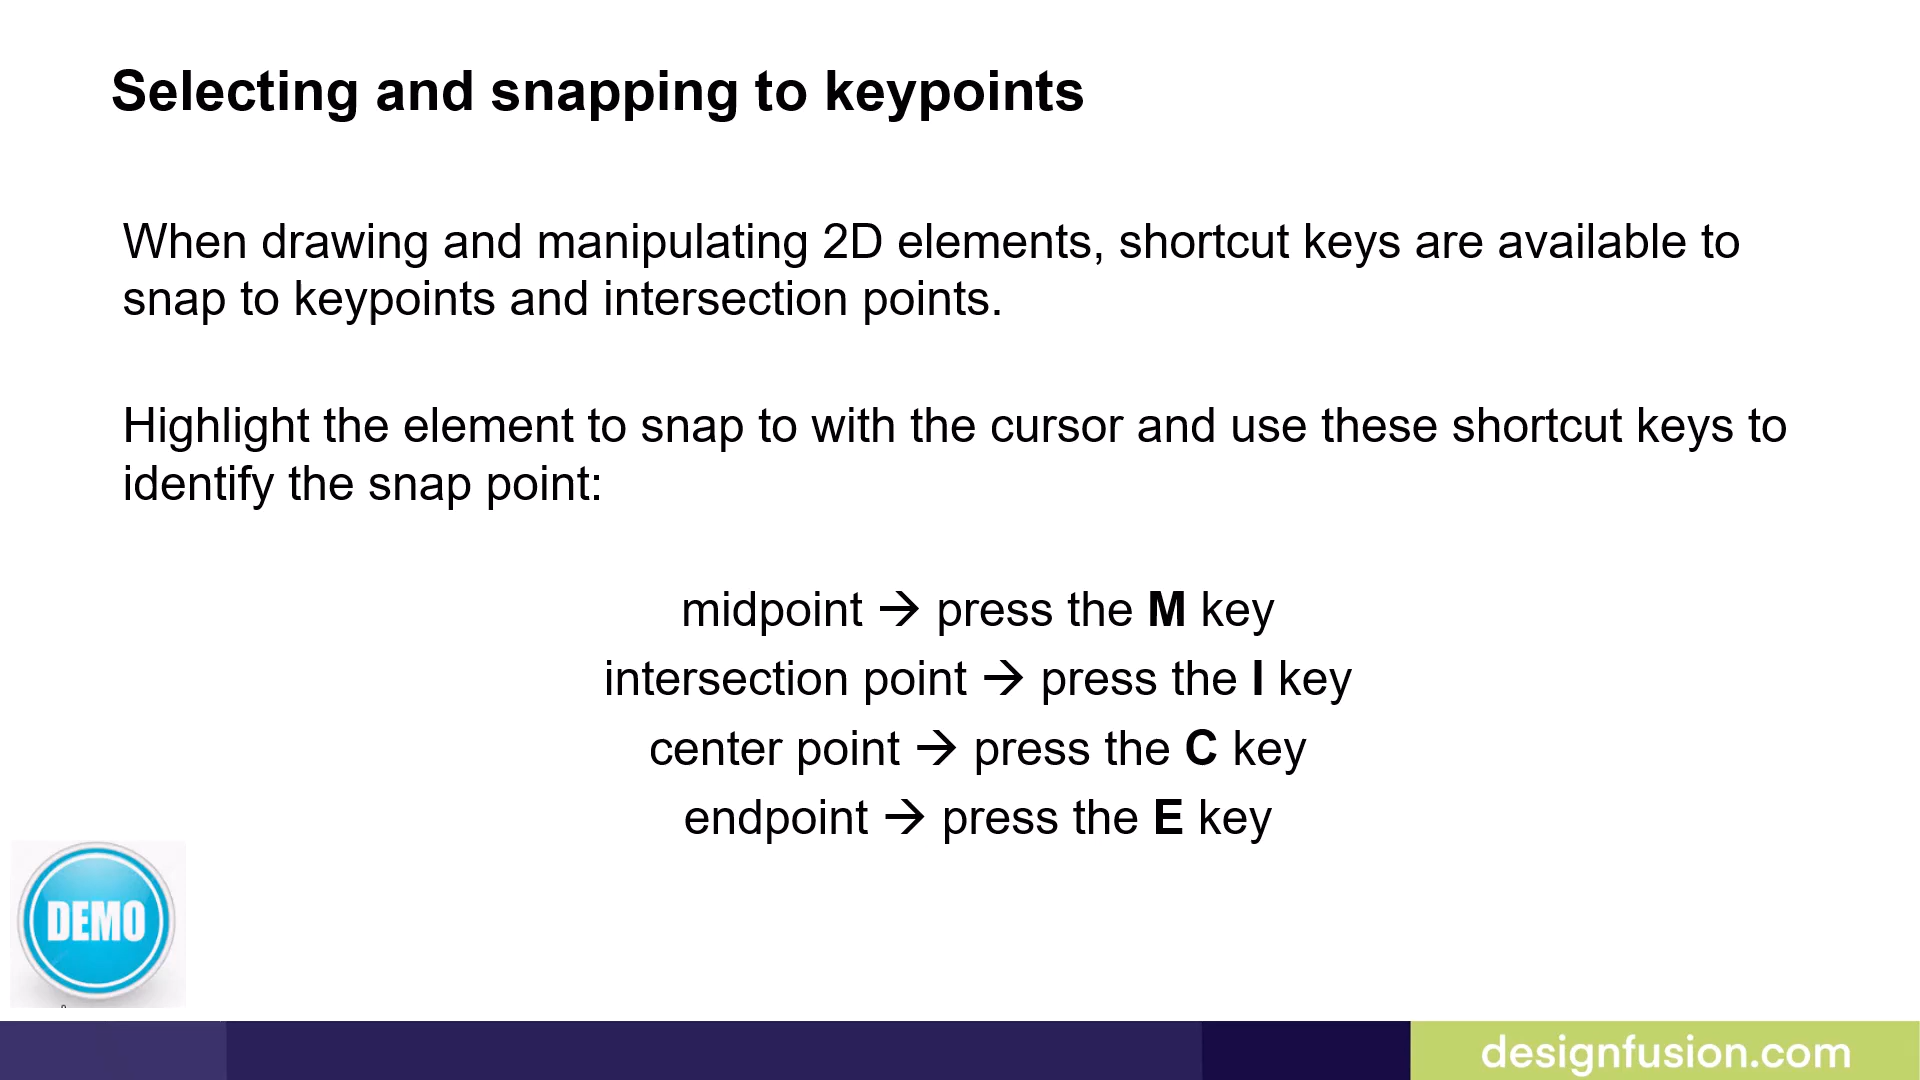 Selecting and snapping to keypoints
When drawing and manipulating 2D elements, shortcut keys are available to
snap to keypoints and intersection points.
Highlight the element to snap to with the cursor and use these shortcut keys to
identify the snap point:
midpoint → press the M key
intersection point → press the I key
center point → press the C key
endpoint → press the E key
DEMO
designfusion.com